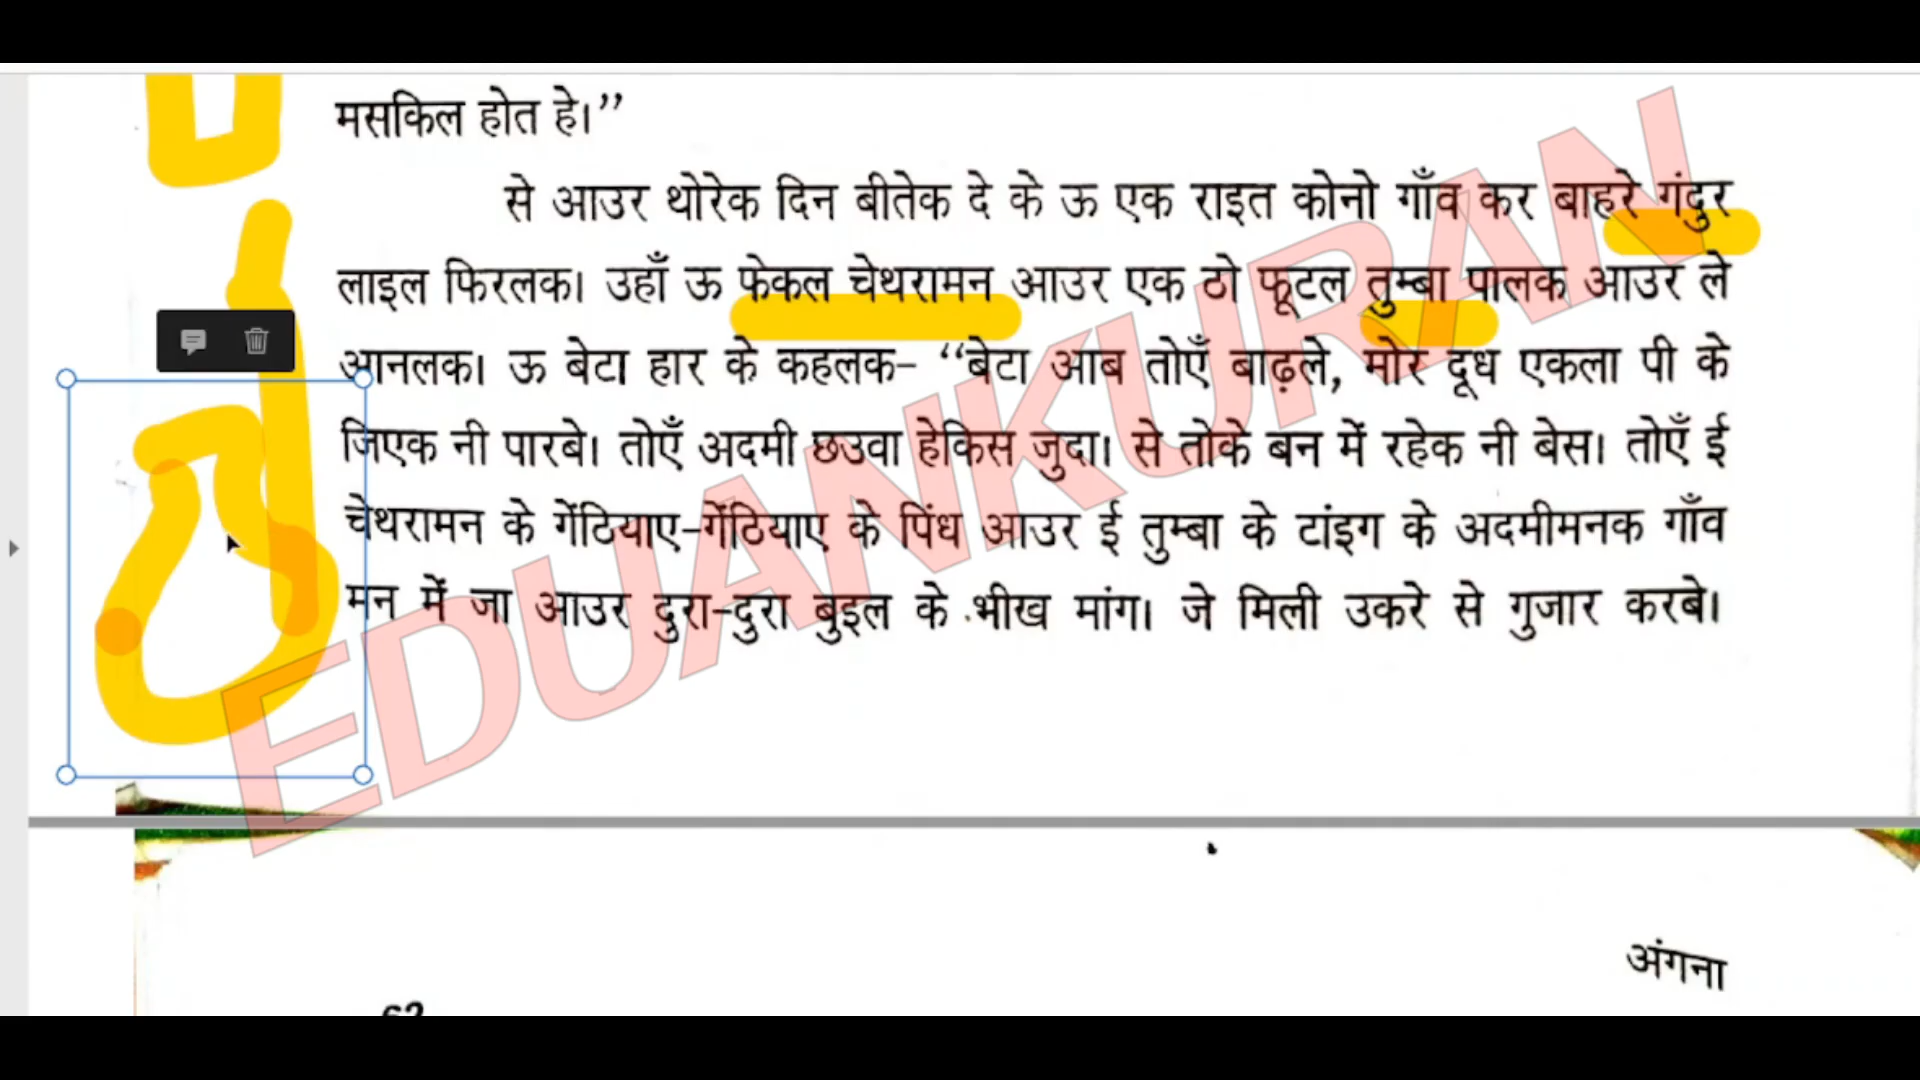 मसकिल होत हे।”
से आउर थोरेक दिन बीतेक दे के ऊ एक राइत कोनो गाँव कर बाहरे गंदुर
लाइल फिरलक। उहाँ ऊ फेकल चेथरामन आउर एक ठो फूटल तुम्बा पालक आउर ले
आनलक। ऊ बेटा हार के कहलक– “बेटा आब तोएँ बाढ़ले, मोर दूध एकला पी के
जिएक नी पारबे। तोएँ अदमी छउवा हेकिस जुदा। से तोके बन में रहेक नी बेस। तोएँ ई
चेथरामन के गेंटियाए–गेंठियाए के पिंध आउर ई तुम्बा के टांइग के अदमीमनक गाँव
मन में जा आउर दुरा–दुरा बुइल के भीख मांग। जे मिली उकरे से गुजार करबे।
EDUANKURAN
अंगना